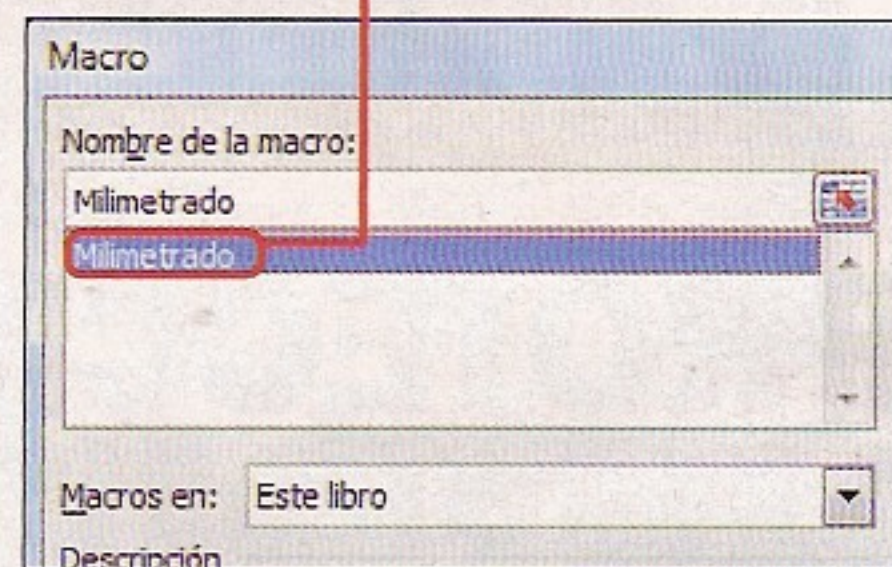 Macro
Nombre de la macro:
Milimetrado
Milimetrado
Macros en: Este libro
Descripción